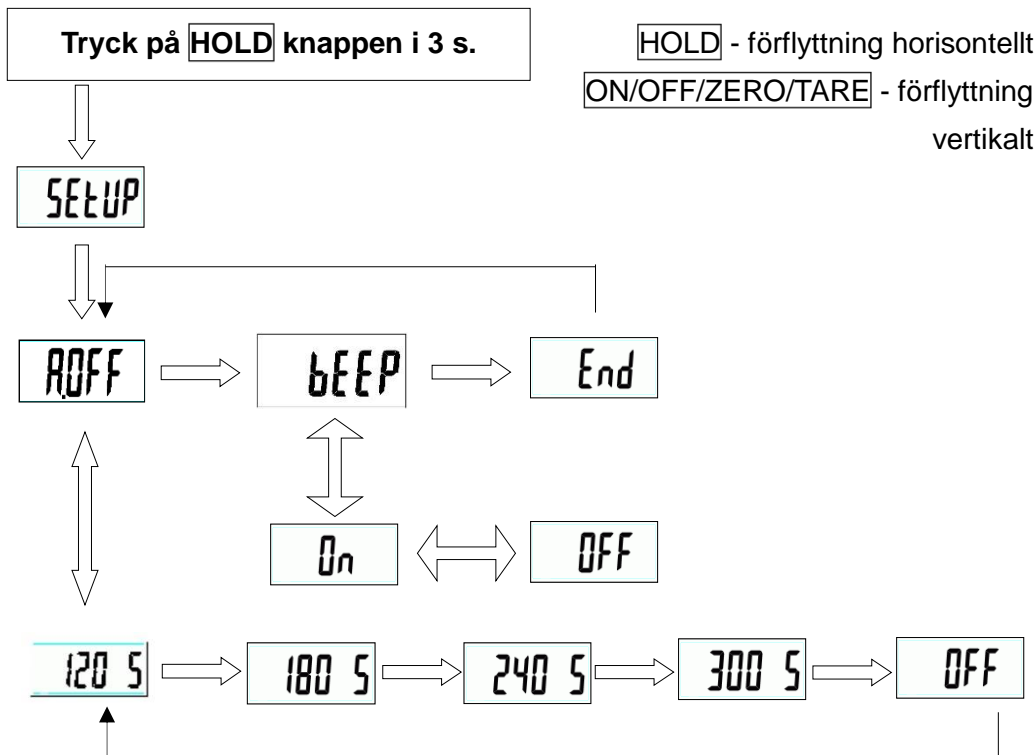 Tryck på HOLD knappen i 3 s.
HOLD - förflyttning horisontellt
ON/OFF/ZERO/TARE - förflyttning
vertikalt
SEtUP
A.OFF
bEEP
End
On
OFF
120 S
180 S
240 S
300 S
OFF